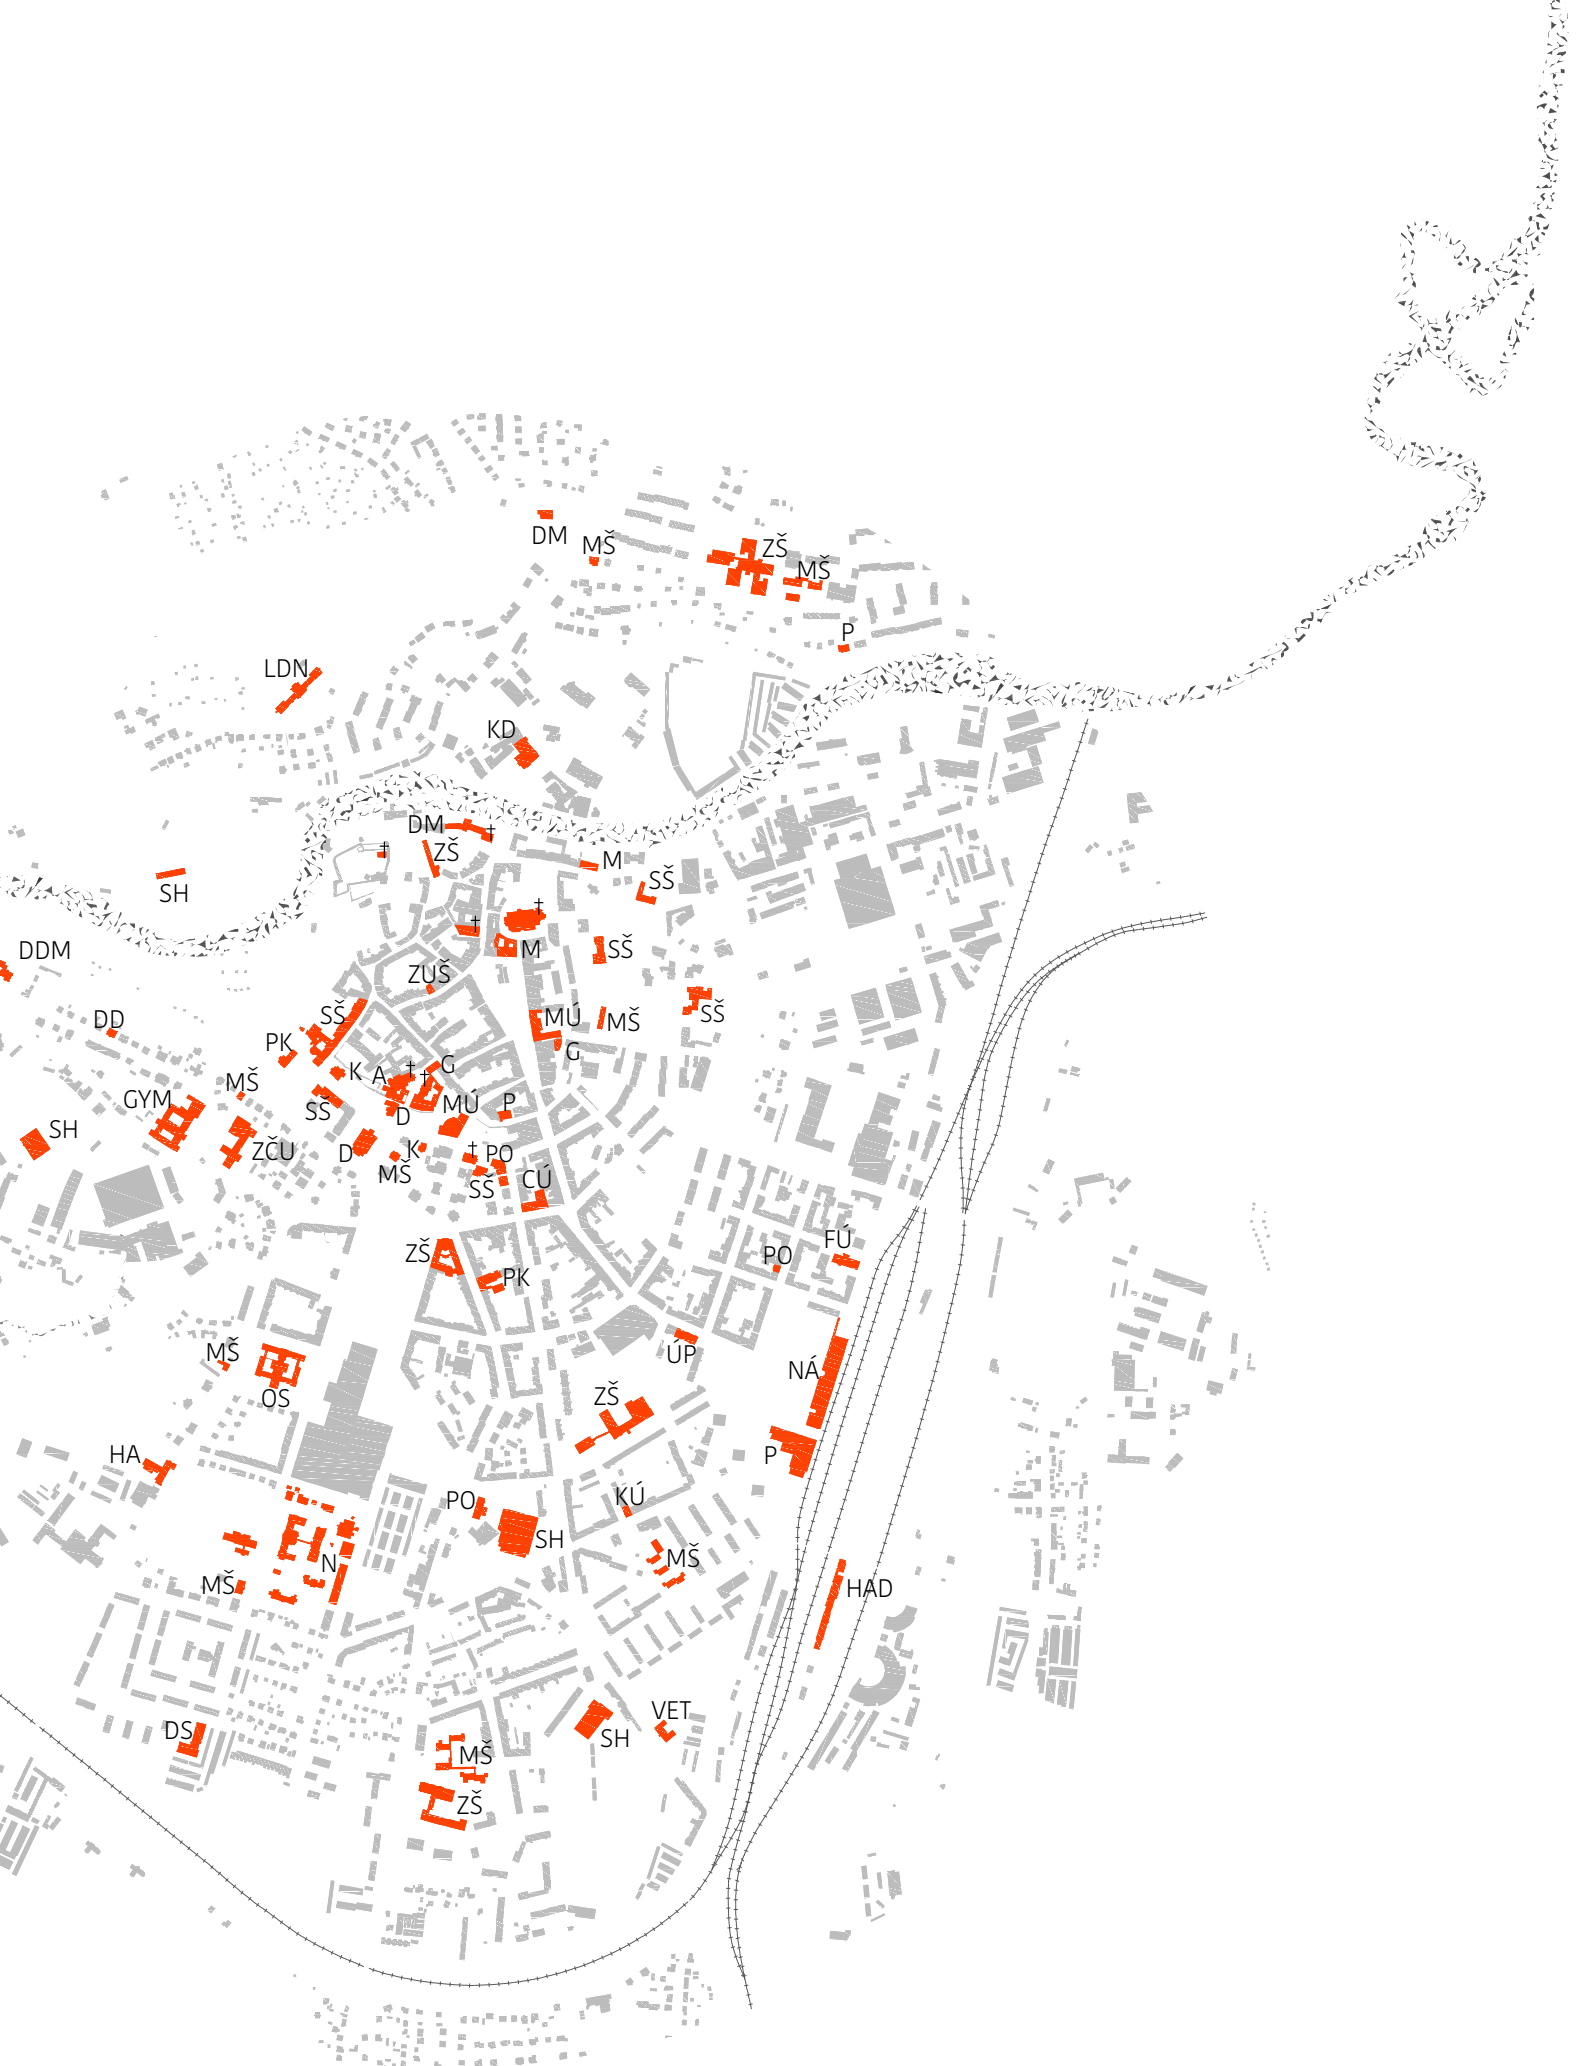 DM
MŠ
ZŠ
MŠ
P
LDN
KD
DM
†
†
ZŠ
M
SŠ
SH
†
†
M
SŠ
DDM
ZUŠ
SŠ
DD
SŠ
MÚ
MŠ
PK
G
K
A
†
†
G
MŠ
GYM
SŠ
D
MÚ
P
SH
ZČU
D
K
†
PO
MŠ
SŠ
CÚ
ZŠ
PK
PO
FÚ
MŠ
ÚP
OS
NÁ
ZŠ
HA
P
PO
KÚ
SH
N
MŠ
MŠ
HAD
DS
VET
SH
MŠ
ZŠ